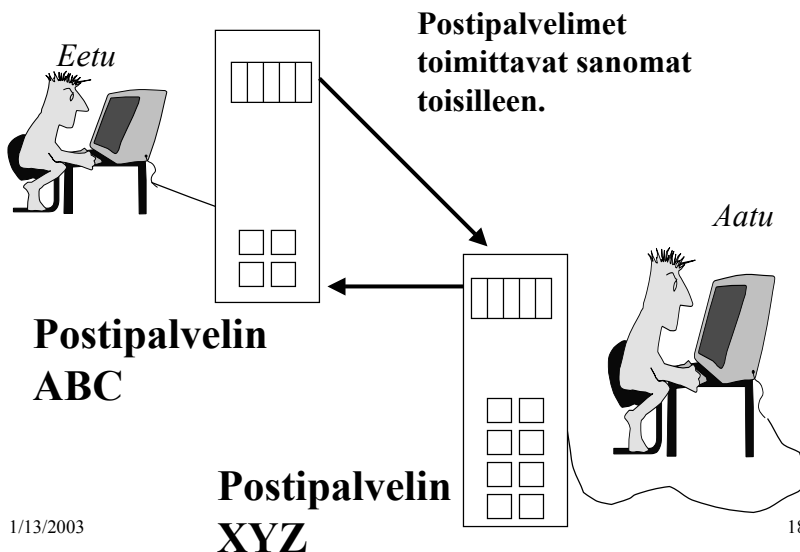 Eetu
Postipalvelimet
toimittavat sanomat
toisilleen.
Aatu
Postipalvelin
ABC
Postipalvelin
XYZ
1/13/2003
18